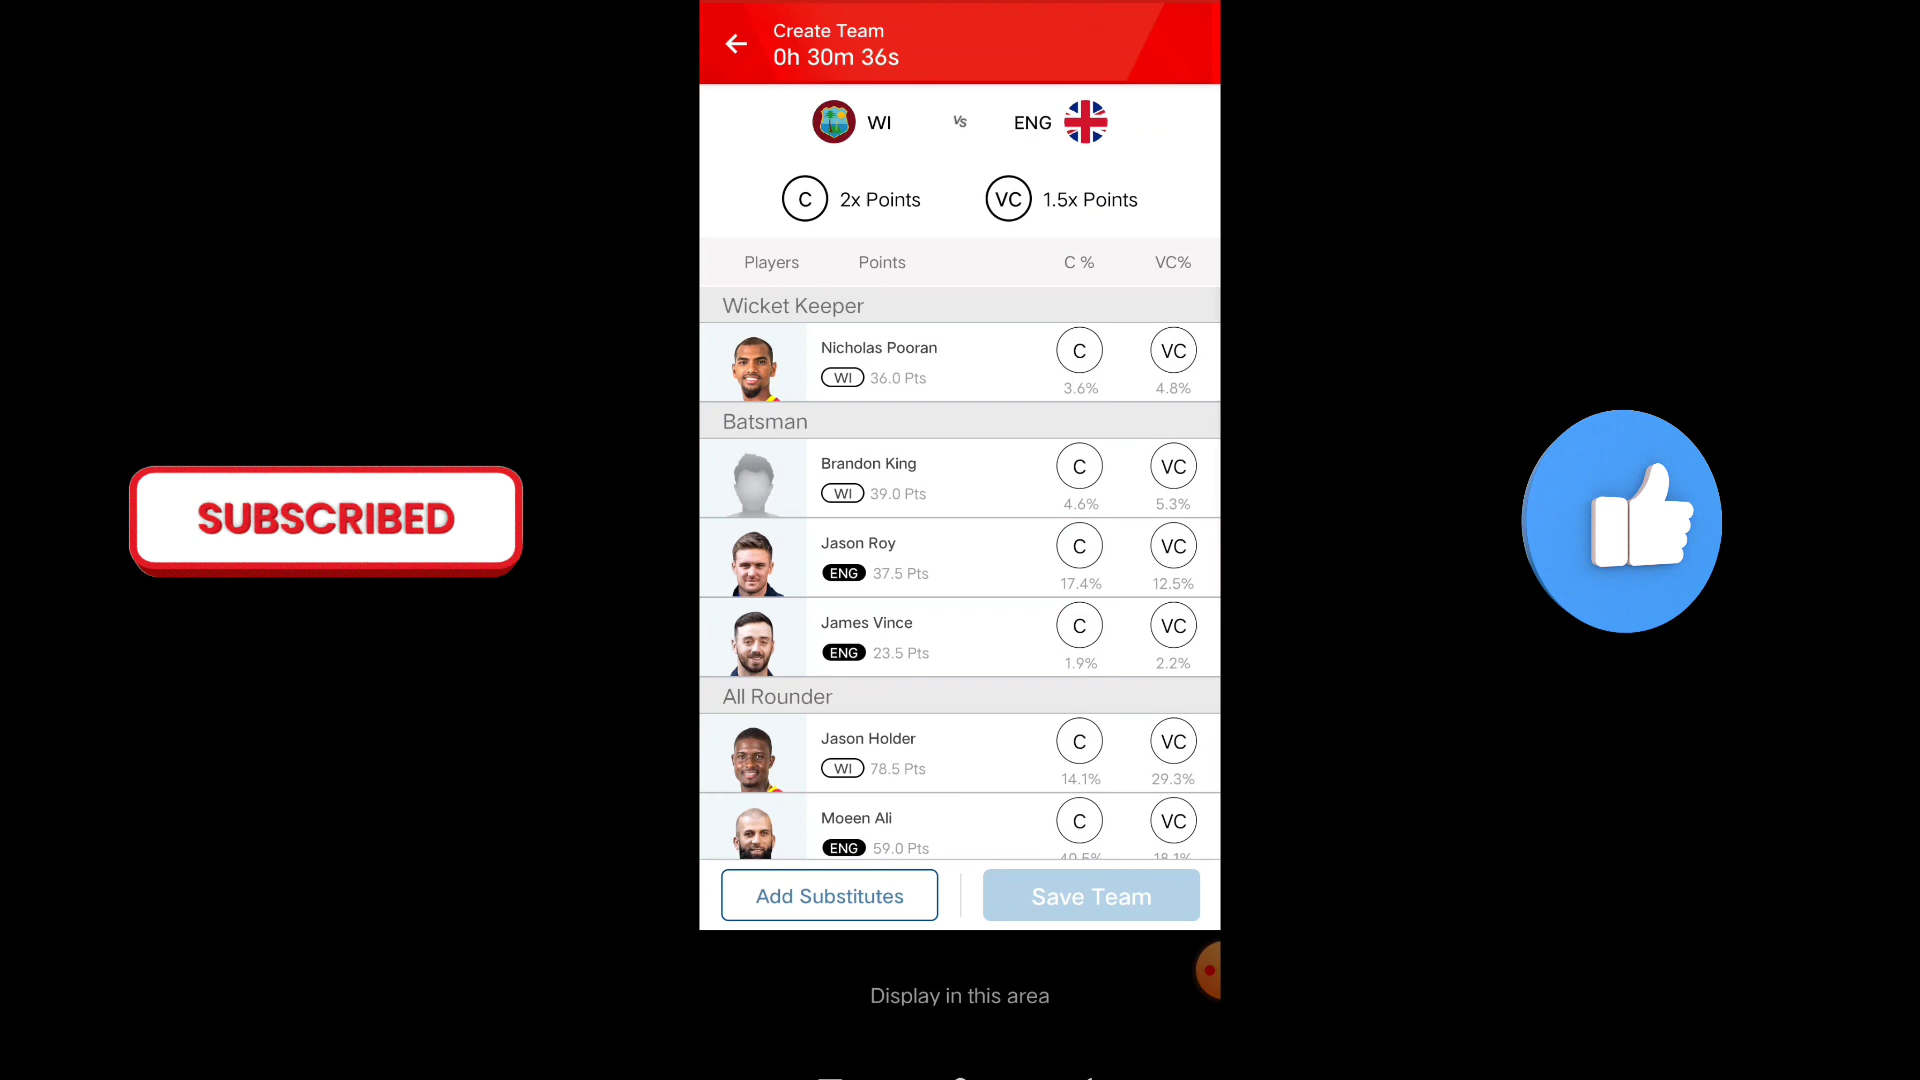 Create Team
0h 30m 36s
WI Vs ENG
C 2x Points VC 1.5x Points
Players Points C % VC%
Wicket Keeper
Nicholas Pooran C VC
WI 36.0 Pts 3.6% 4.8%
Batsman
Brandon King C VC
WI 39.0 Pts 4.6% 5.3%
Jason Roy C VC
ENG 37.5 Pts 17.4% 12.5%
James Vince C VC
ENG 23.5 Pts 1.9% 2.2%
All Rounder
Jason Holder C VC
WI 78.5 Pts 14.1% 29.3%
Moeen Ali C VC
ENG 59.0 Pts 40.5% 18.1%
Add Substitutes Save Team
Display in this area
SUBSCRIBED